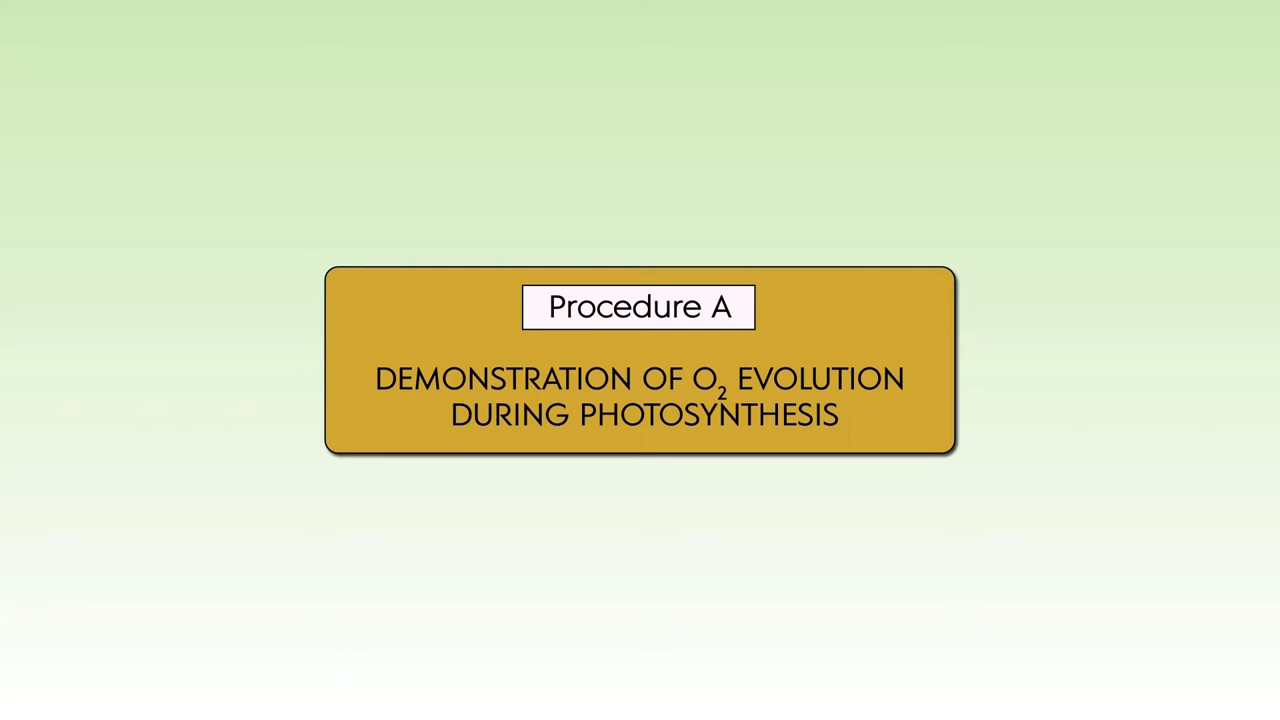 Procedure A
DEMONSTRATION OF O₂ EVOLUTION
DURING PHOTOSYNTHESIS